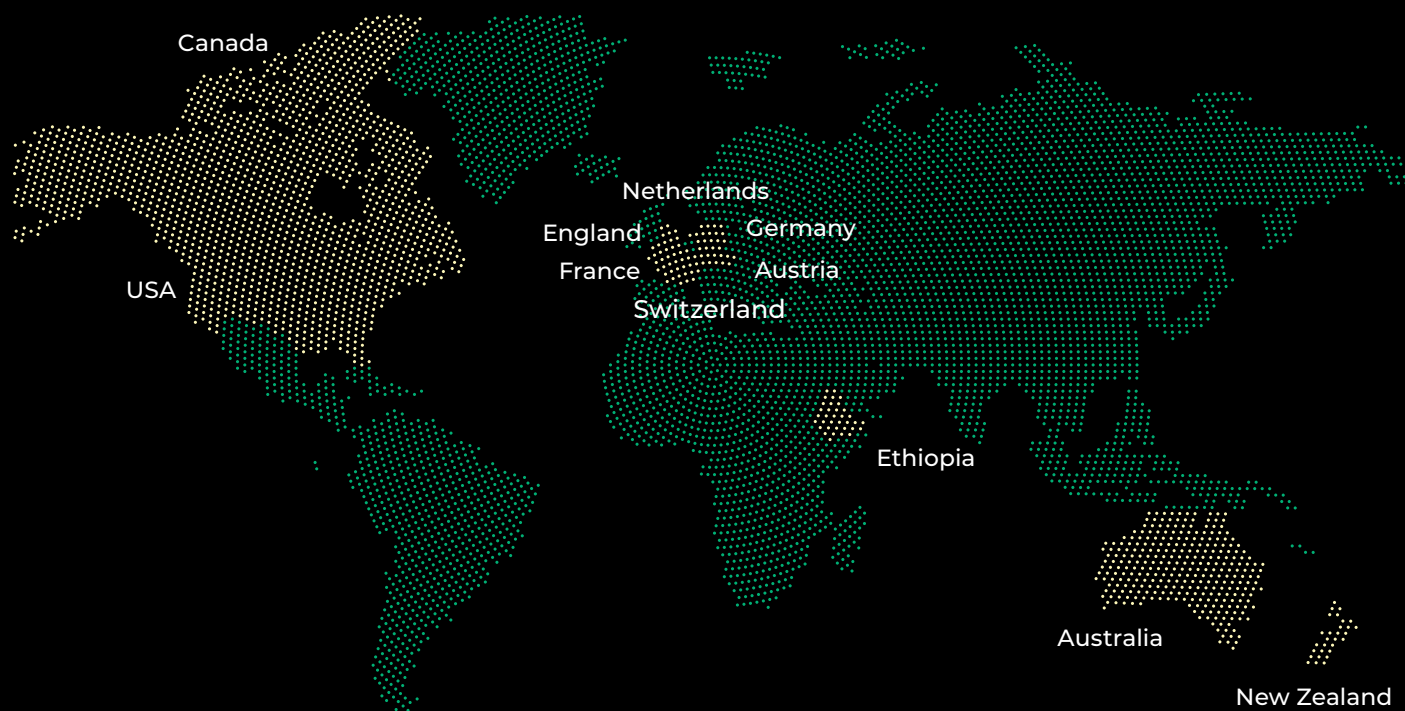 Canada
Netherlands
England
Germany
France
Austria
USA
Switzerland
Ethiopia
Australia
New Zealand